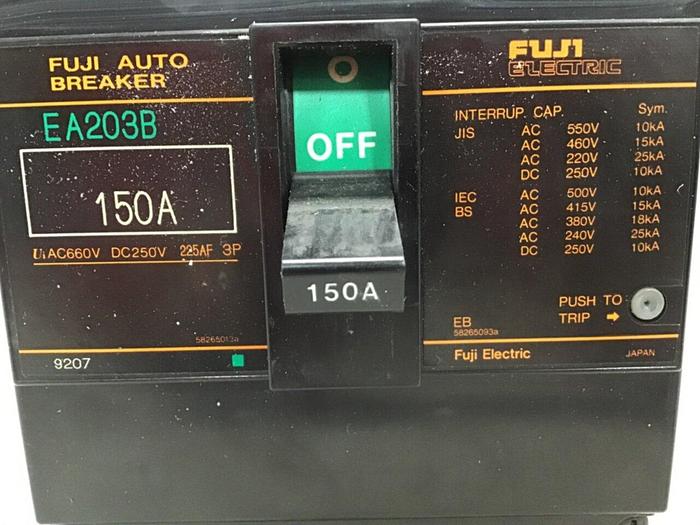 FUJI AUTO
BREAKER
EA203B
150A
Ui AC660V DC250V 225AF 3P
58265013a
9207
OFF
150A
FUJI
ELECTRIC
INTERRUP. CAP. Sym.
JIS AC 550V 10kA
AC 460V 15kA
AC 220V 25kA
DC 250V 10kA
IEC AC 500V 10kA
BS AC 415V 15kA
AC 380V 18kA
AC 240V 25kA
DC 250V 10kA
PUSH TO
TRIP ➡
EB
58265093a
Fuji Electric JAPAN